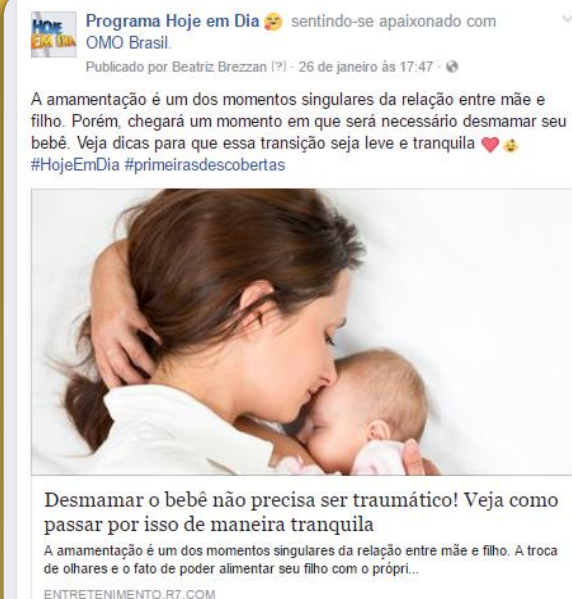 HOJE
EM DIA
Programa Hoje em Dia 🥰 sentindo-se apaixonado com
OMO Brasil.
Publicado por Beatriz Brezzan [?] · 26 de janeiro às 17:47 ·
A amamentação é um dos momentos singulares da relação entre mãe e
filho. Porém, chegará um momento em que será necessário desmamar seu
bebê. Veja dicas para que essa transição seja leve e tranquila ❤️👶
#HojeEmDia #primeirasdescobertas
Desmamar o bebê não precisa ser traumático! Veja como
passar por isso de maneira tranquila
A amamentação é um dos momentos singulares da relação entre mãe e filho. A troca
de olhares e o fato de poder alimentar seu filho com o própri...
ENTRETENIMENTO.R7.COM